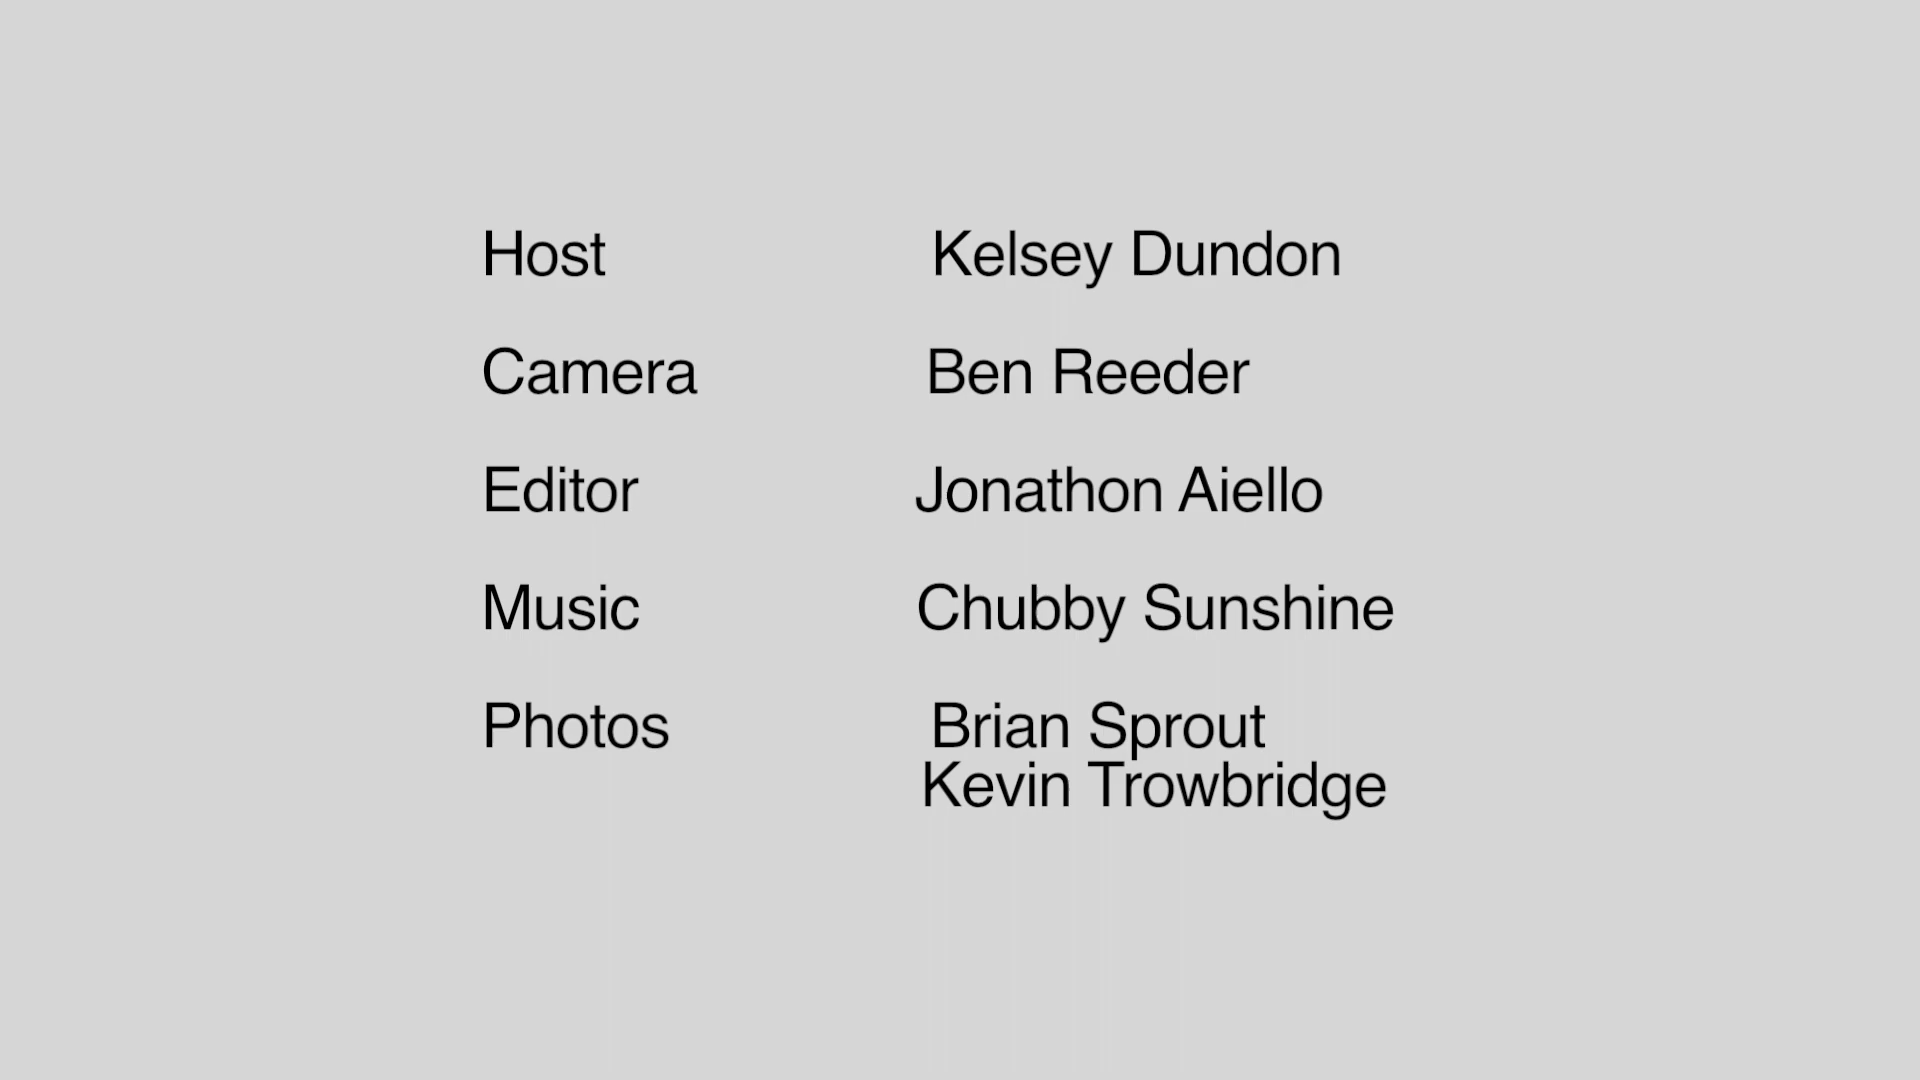 Host Kelsey Dundon
Camera Ben Reeder
Editor Jonathon Aiello
Music Chubby Sunshine
Photos Brian Sprout
Kevin Trowbridge